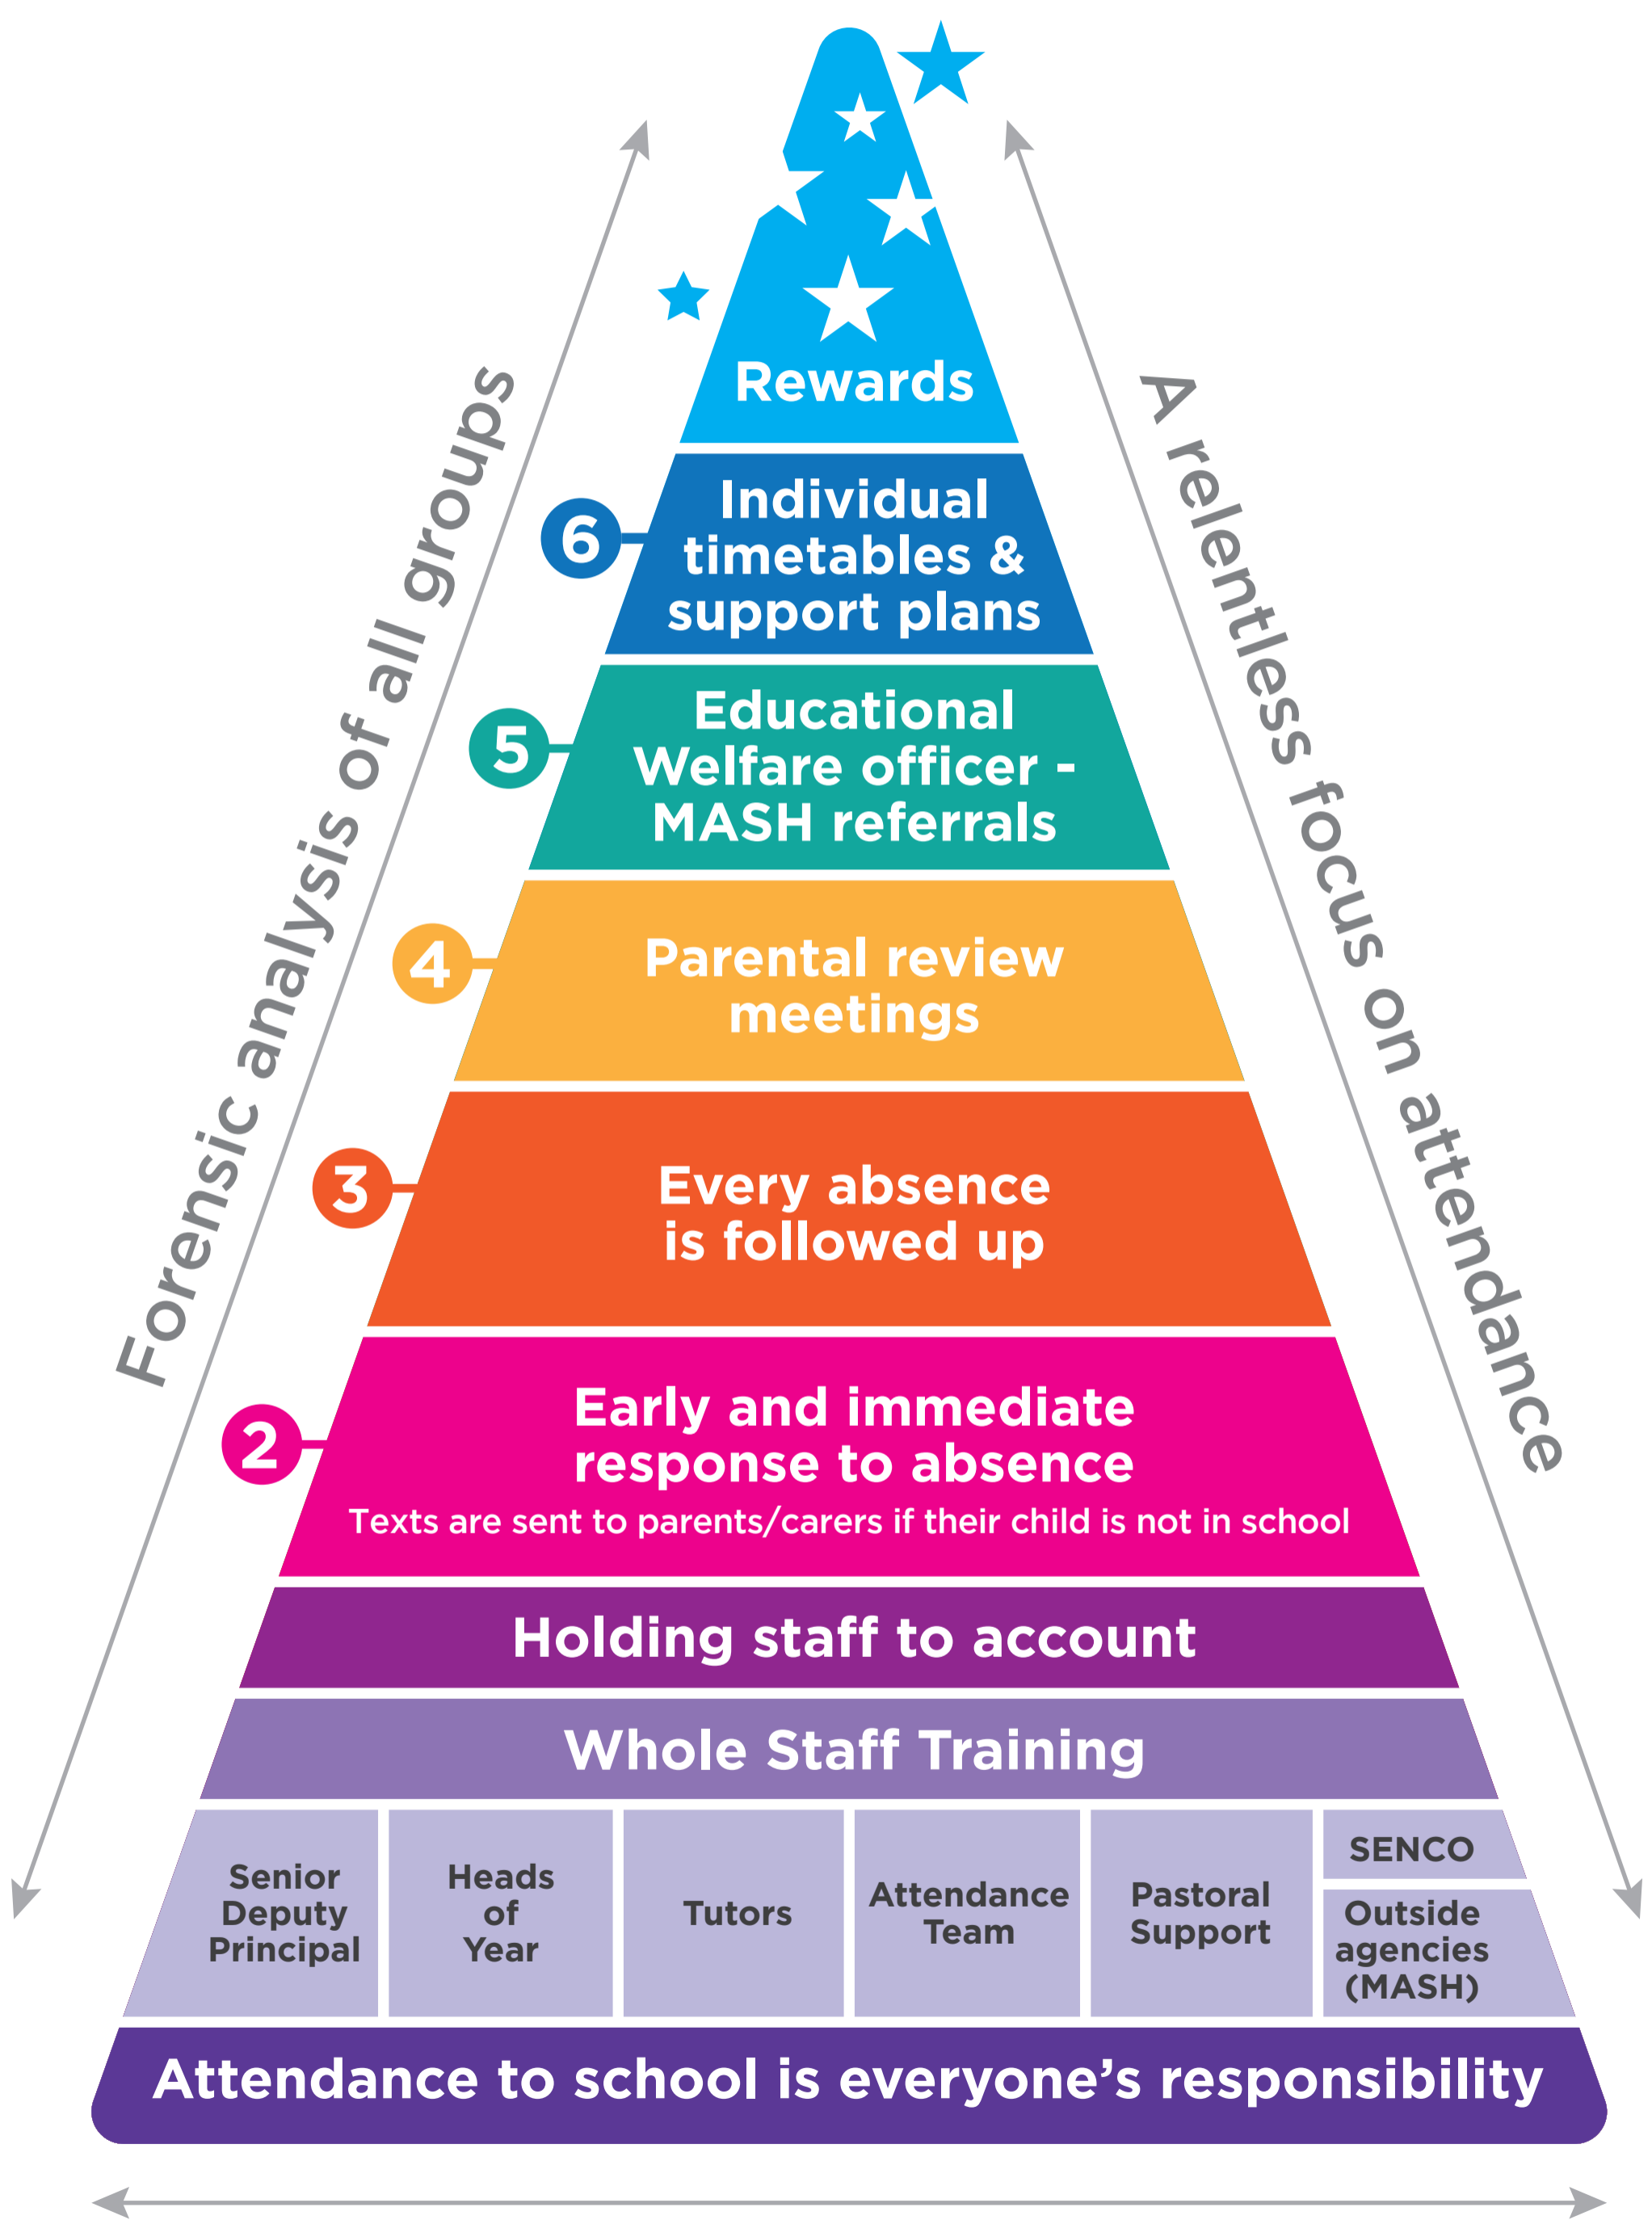 Forensic analysis of all groups
A relentless focus on attendance
Rewards
6
Individual
timetables &
support plans
5
Educational
Welfare officer -
MASH referrals
4
Parental review
meetings
3
Every absence
is followed up
2
Early and immediate
response to absence
Texts are sent to parents/carers if their child is not in school
Holding staff to account
Whole Staff Training
Senior
Deputy
Principal
Heads
of
Year
Tutors
Attendance
Team
Pastoral
Support
SENCO
Outside
agencies
(MASH)
Attendance to school is everyone’s responsibility